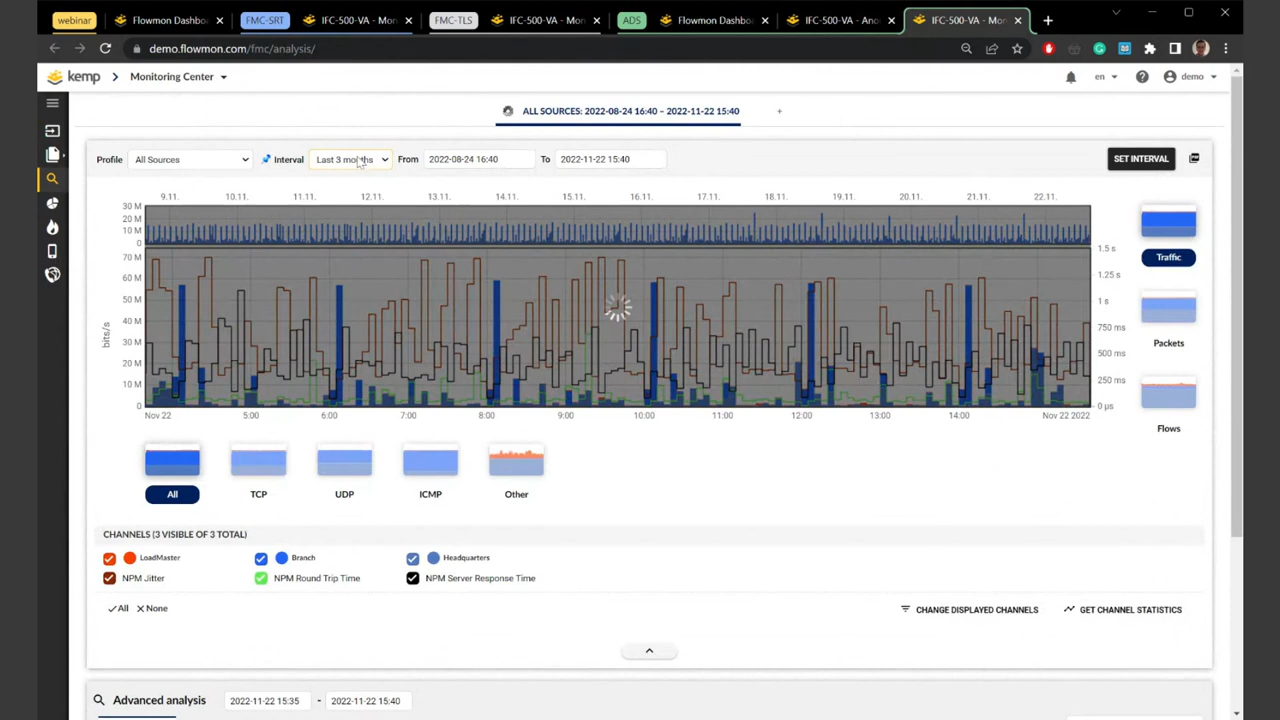 webinar
Flowmon Dashboa
FMC-SRT
IFC-500-VA - Mon
FMC-TLS
IFC-500-VA - Mon
ADS
Flowmon Dashboa
IFC-500-VA - Anom
IFC-500-VA - Mon
demo.flowmon.com/fmc/analysis/
kemp
Monitoring Center
en
demo
ALL SOURCES: 2022-08-24 16:40 – 2022-11-22 15:40
+
Profile
All Sources
Interval
Last 3 months
From
2022-08-24 16:40
To
2022-11-22 15:40
SET INTERVAL
9.11. 10.11. 11.11. 12.11. 13.11. 14.11. 15.11. 16.11. 17.11. 18.11. 19.11. 20.11. 21.11. 22.11.
30 M
20 M
10 M
0
70 M
60 M
50 M
40 M
30 M
20 M
10 M
0
bits/s
1.5 s
1.25 s
1 s
750 ms
500 ms
250 ms
0 µs
Nov 22 5:00 6:00 7:00 8:00 9:00 10:00 11:00 12:00 13:00 14:00 Nov 22 2022
Traffic
Packets
Flows
All
TCP
UDP
ICMP
Other
CHANNELS (3 VISIBLE OF 3 TOTAL)
LoadMaster
Branch
Headquarters
NPM Jitter
NPM Round Trip Time
NPM Server Response Time
All
None
CHANGE DISPLAYED CHANNELS
GET CHANNEL STATISTICS
Advanced analysis
2022-11-22 15:35 - 2022-11-22 15:40